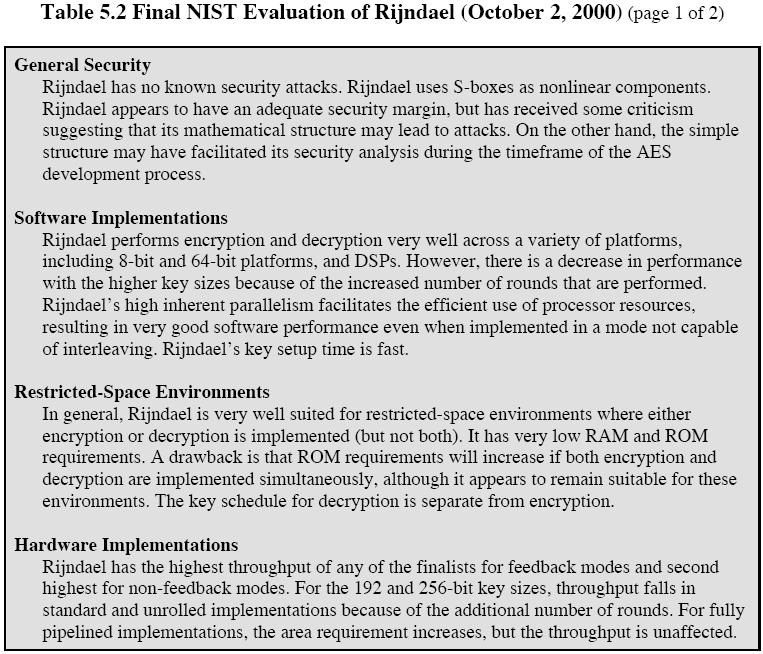 Table 5.2 Final NIST Evaluation of Rijndael (October 2, 2000) (page 1 of 2)
General Security
Rijndael has no known security attacks. Rijndael uses S-boxes as nonlinear components.
Rijndael appears to have an adequate security margin, but has received some criticism
suggesting that its mathematical structure may lead to attacks. On the other hand, the simple
structure may have facilitated its security analysis during the timeframe of the AES
development process.
Software Implementations
Rijndael performs encryption and decryption very well across a variety of platforms,
including 8-bit and 64-bit platforms, and DSPs. However, there is a decrease in performance
with the higher key sizes because of the increased number of rounds that are performed.
Rijndael’s high inherent parallelism facilitates the efficient use of processor resources,
resulting in very good software performance even when implemented in a mode not capable
of interleaving. Rijndael’s key setup time is fast.
Restricted-Space Environments
In general, Rijndael is very well suited for restricted-space environments where either
encryption or decryption is implemented (but not both). It has very low RAM and ROM
requirements. A drawback is that ROM requirements will increase if both encryption and
decryption are implemented simultaneously, although it appears to remain suitable for these
environments. The key schedule for decryption is separate from encryption.
Hardware Implementations
Rijndael has the highest throughput of any of the finalists for feedback modes and second
highest for non-feedback modes. For the 192 and 256-bit key sizes, throughput falls in
standard and unrolled implementations because of the additional number of rounds. For fully
pipelined implementations, the area requirement increases, but the throughput is unaffected.